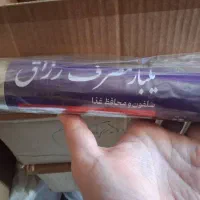 یکبار مصرف رزاق
سلفون و محافظ غذا